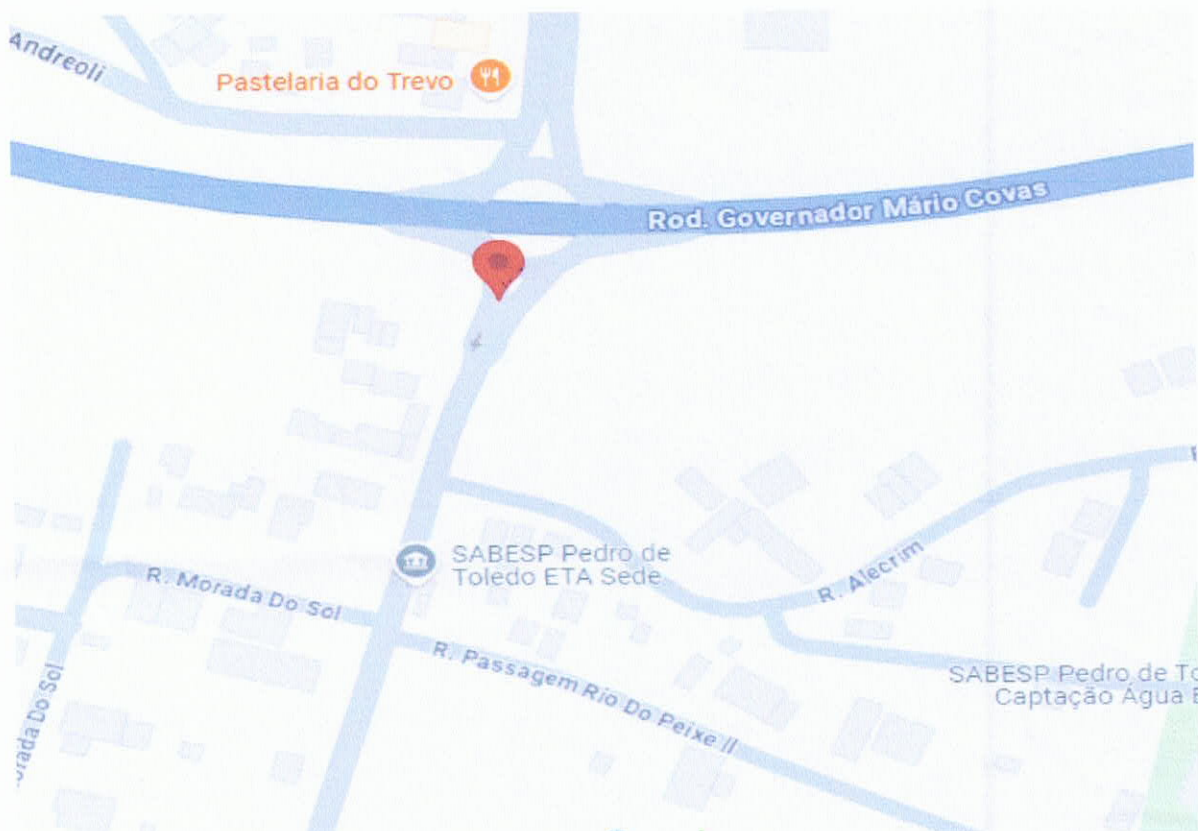 Andreoli
Pastelaria do Trevo
Rod. Governador Mário Covas
SABESP Pedro de
Toledo ETA Sede
R. Morada Do Sol
R. Alecrim
R. Passagem Rio Do Peixe II
SABESP Pedro de To
Captação Água E
orada Do Sol